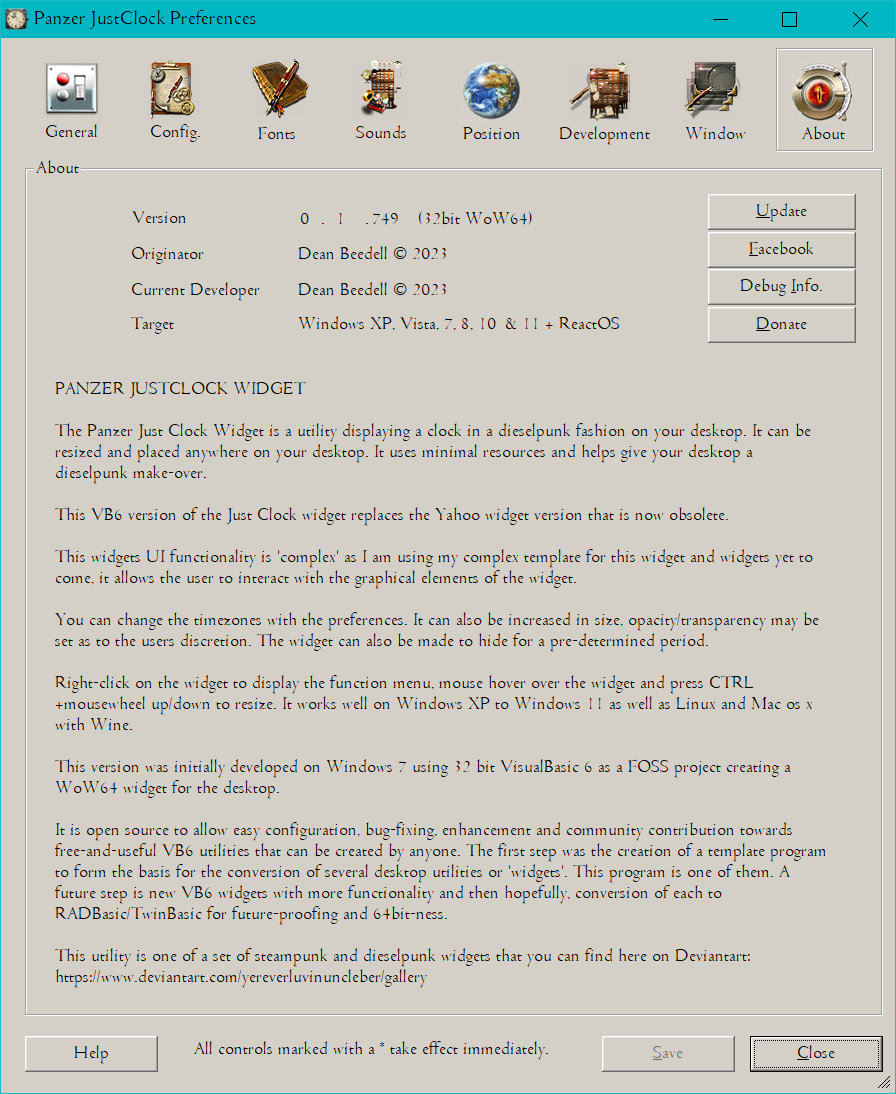 Panzer JustClock Preferences
General
Config.
Fonts
Sounds
Position
Development
Window
About
About
Version 0 . 1 .749 (32bit WoW64)
Originator Dean Beedell © 2023
Current Developer Dean Beedell © 2023
Target Windows XP, Vista, 7, 8, 10 & 11 + ReactOS
Update
Facebook
Debug Info.
Donate
PANZER JUSTCLOCK WIDGET
The Panzer Just Clock Widget is a utility displaying a clock in a dieselpunk fashion on your desktop. It can be
resized and placed anywhere on your desktop. It uses minimal resources and helps give your desktop a
dieselpunk make-over.
This VB6 version of the Just Clock widget replaces the Yahoo widget version that is now obsolete.
This widgets UI functionality is 'complex' as I am using my complex template for this widget and widgets yet to
come, it allows the user to interact with the graphical elements of the widget.
You can change the timezones with the preferences. It can also be increased in size, opacity/transparency may be
set as to the users discretion. The widget can also be made to hide for a pre-determined period.
Right-click on the widget to display the function menu, mouse hover over the widget and press CTRL
+mousewheel up/down to resize. It works well on Windows XP to Windows 11 as well as Linux and Mac os x
with Wine.
This version was initially developed on Windows 7 using 32 bit VisualBasic 6 as a FOSS project creating a
WoW64 widget for the desktop.
It is open source to allow easy configuration, bug-fixing, enhancement and community contribution towards
free-and-useful VB6 utilities that can be created by anyone. The first step was the creation of a template program
to form the basis for the conversion of several desktop utilities or 'widgets'. This program is one of them. A
future step is new VB6 widgets with more functionality and then hopefully, conversion of each to
RADBasic/TwinBasic for future-proofing and 64bit-ness.
This utility is one of a set of steampunk and dieselpunk widgets that you can find here on Deviantart:
https://www.deviantart.com/yereverluvinuncleber/gallery
Help
All controls marked with a * take effect immediately.
Save
Close